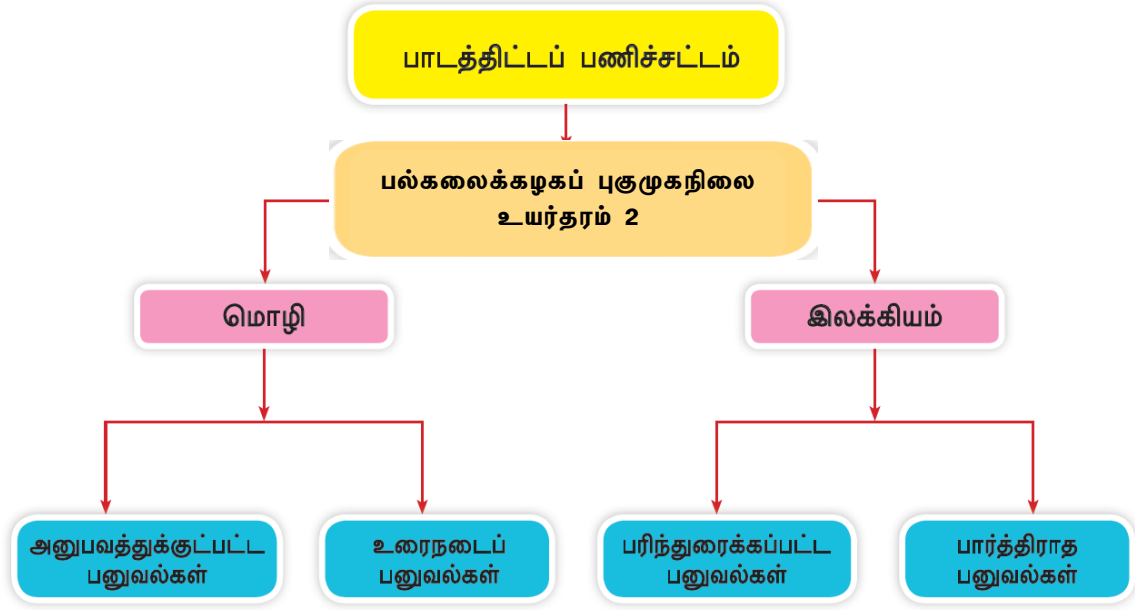 பாடத்திட்டப் பணிச்சட்டம்
பல்கலைக்கழகப் புகுமுகநிலை
உயர்தரம் 2
மொழி
இலக்கியம்
அனுபவத்துக்குட்பட்ட
பனுவல்கள்
உரைநடைப்
பனுவல்கள்
பரிந்துரைக்கப்பட்ட
பனுவல்கள்
பார்த்திராத
பனுவல்கள்